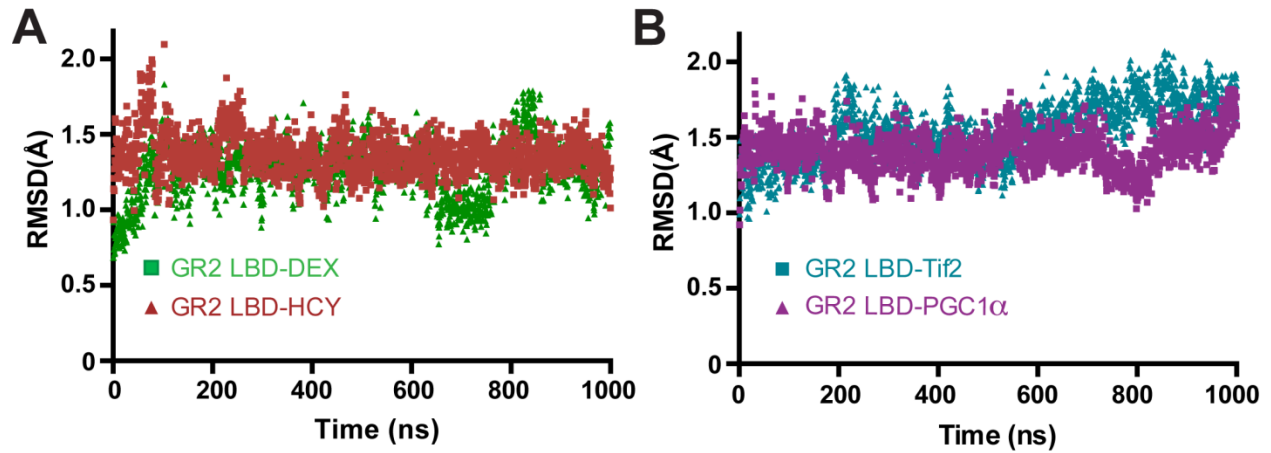 A
RMSD(Å)
2.0
1.5
1.0
0.5
0
GR2 LBD-DEX
GR2 LBD-HCY
0 200 400 600 800 1000
Time (ns)
B
RMSD(Å)
2.0
1.5
1.0
0.5
0
GR2 LBD-Tif2
GR2 LBD-PGC1α
0 200 400 600 800 1000
Time (ns)